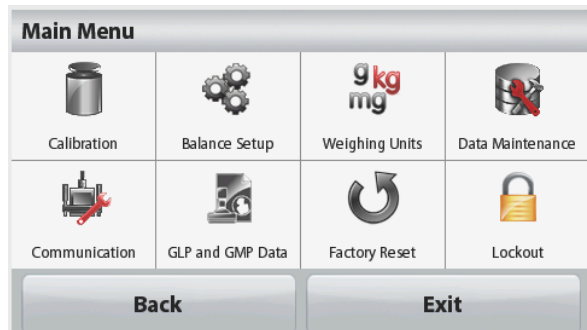 Main Menu
g kg
mg
Calibration Balance Setup Weighing Units Data Maintenance
Communication GLP and GMP Data Factory Reset Lockout
Back Exit